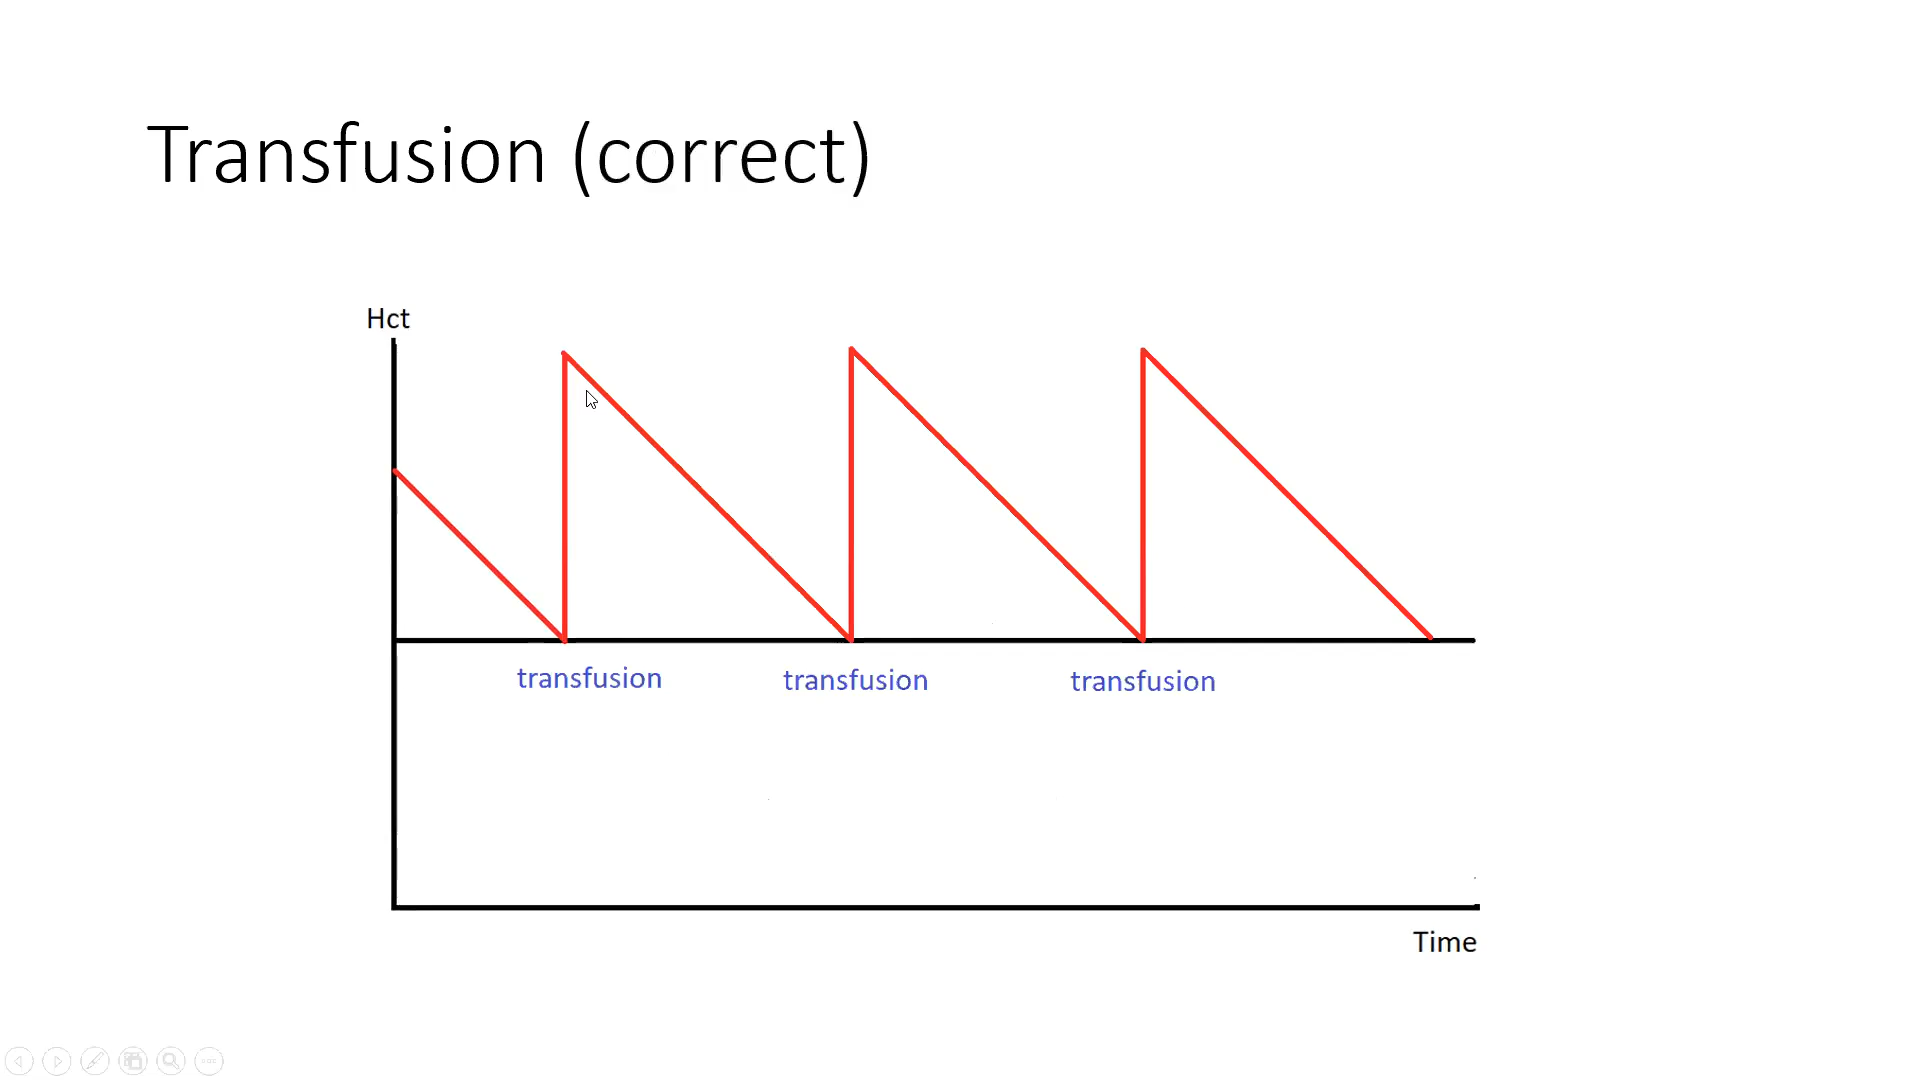 Transfusion (correct)
Hct
transfusion
transfusion
transfusion
Time